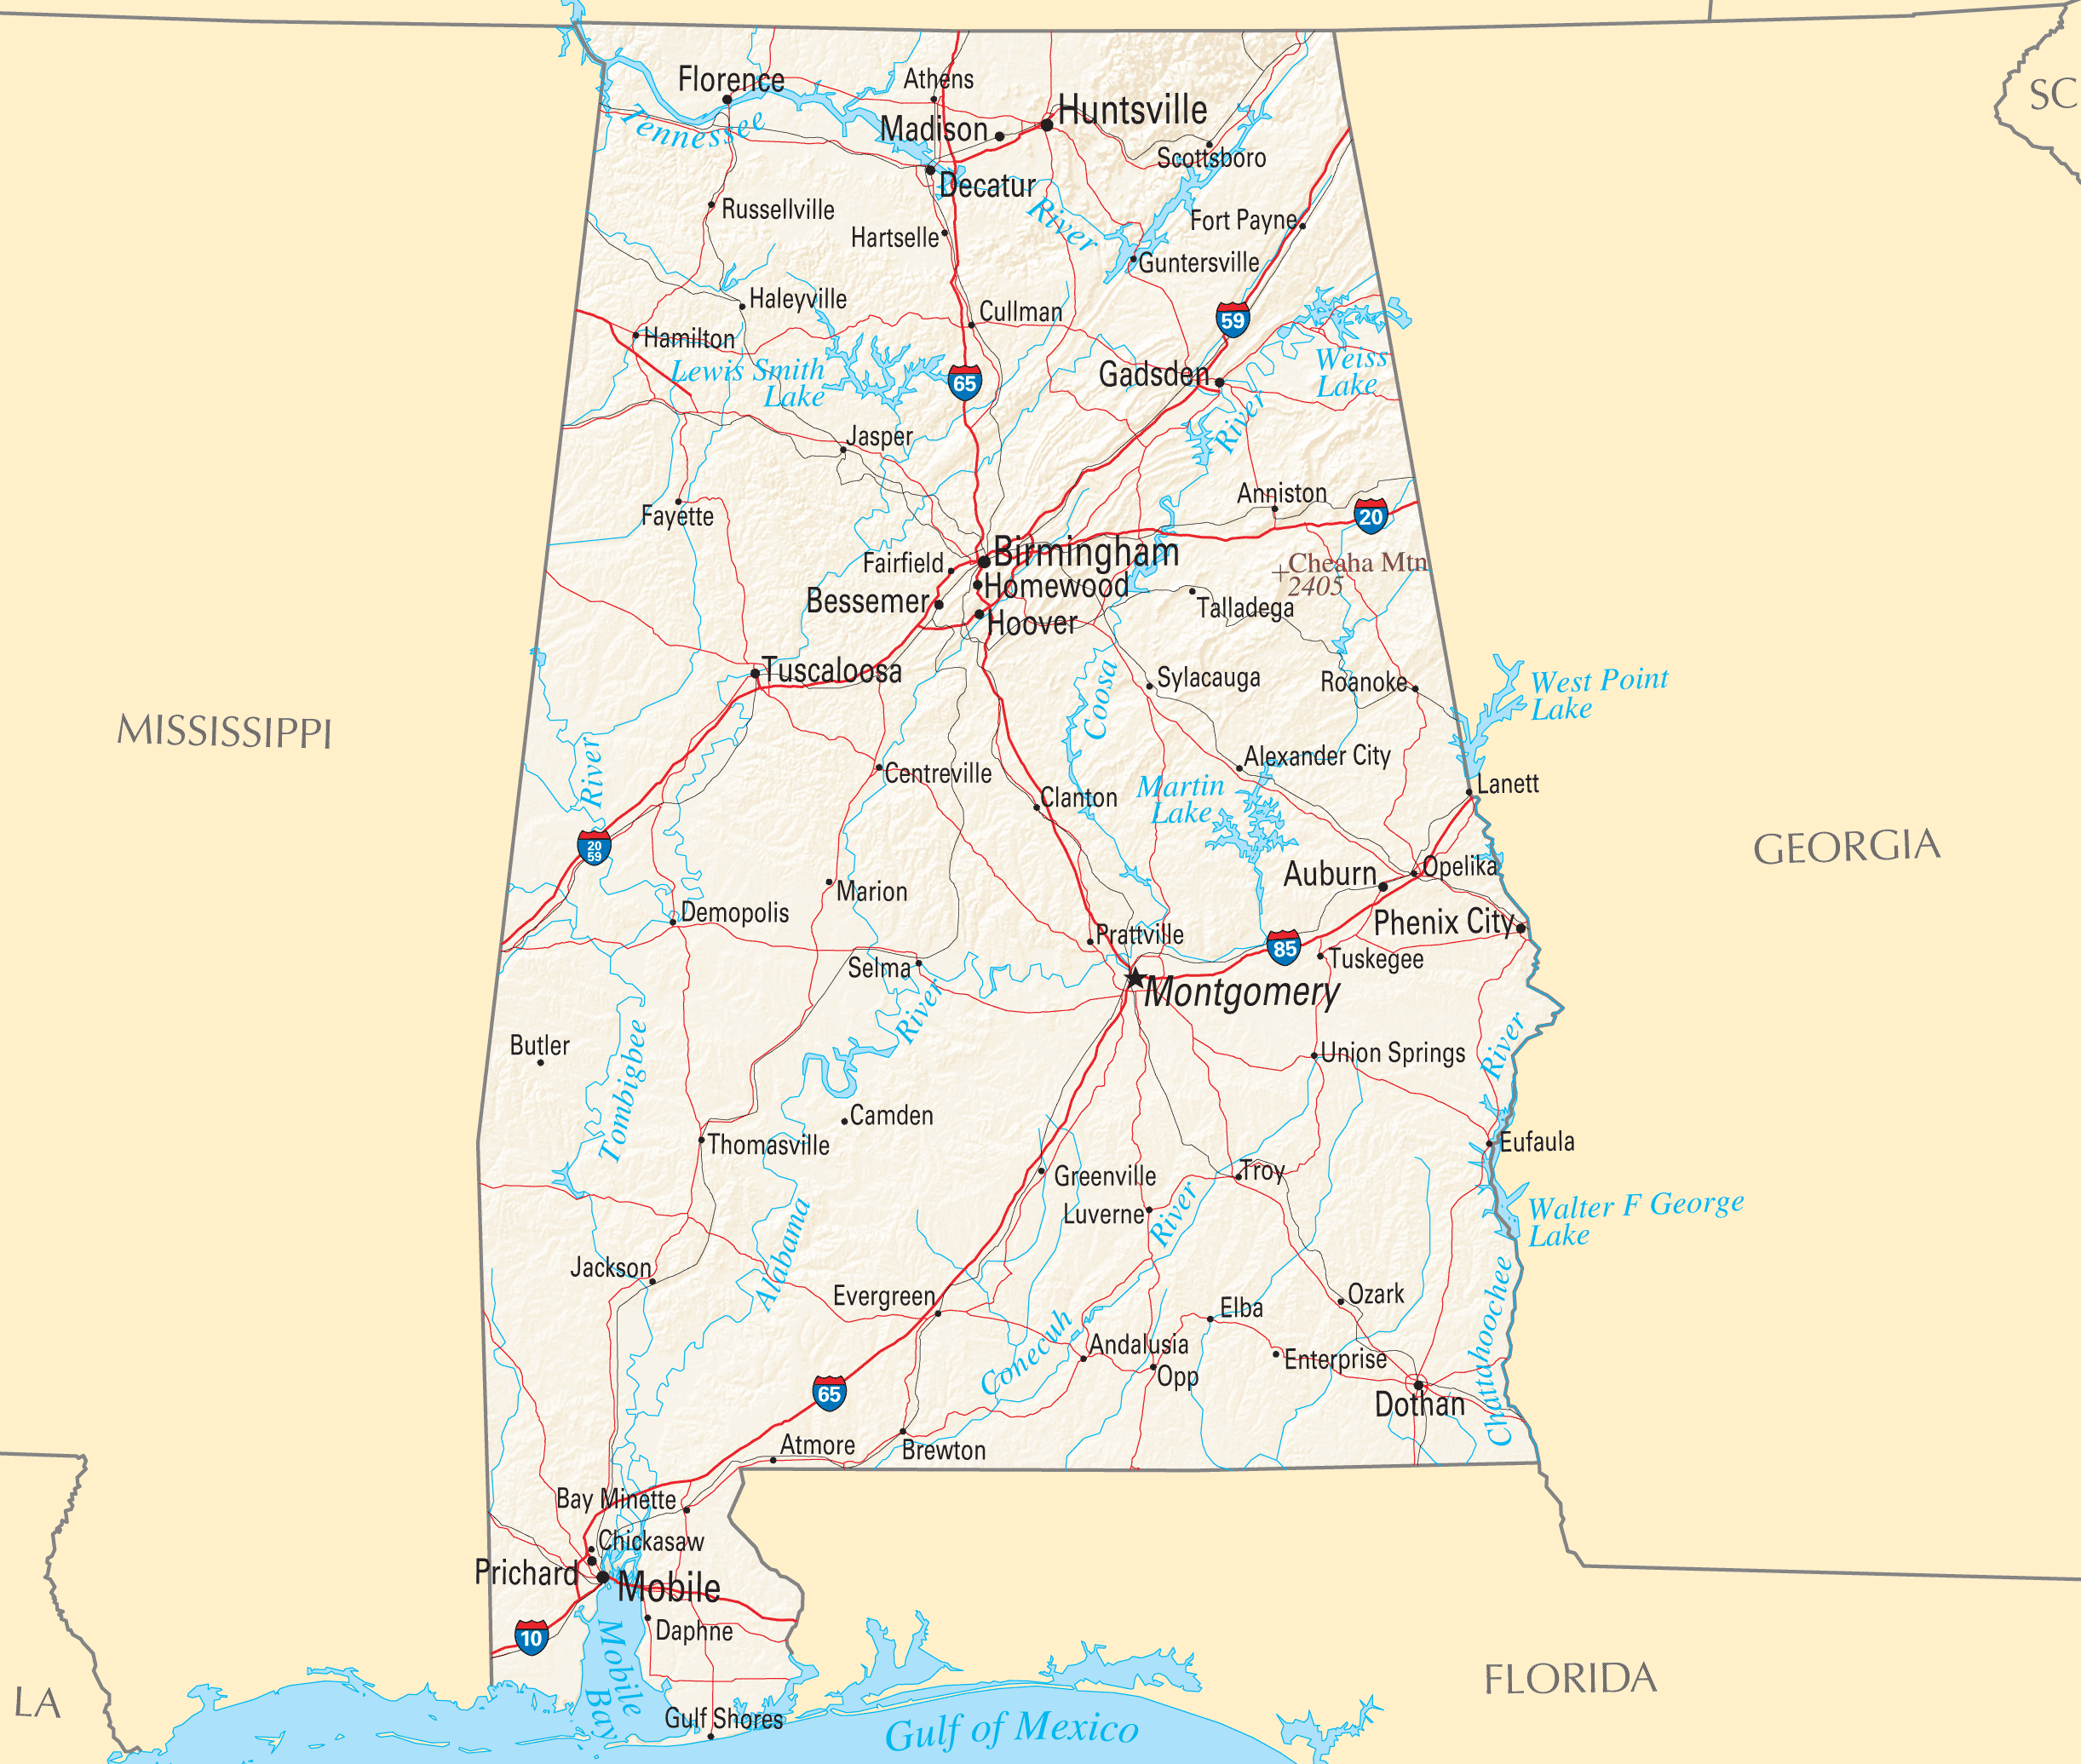 SC
Florence
Athens
Huntsville
Tennessee
Madison
Scottsboro
Decatur
River
Russellville
Fort Payne
Hartselle
Guntersville
Haleyville
Cullman
59
Hamilton
Weiss
Lake
Lewis Smith
Lake
65
Gadsden
River
Jasper
Anniston
20
Fayette
Birmingham
Fairfield
Cheaha Mtn
2405
Homewood
Bessemer
Talladega
Hoover
Tuscaloosa
Coosa
Sylacauga
Roanoke
West Point
Lake
MISSISSIPPI
River
Alexander City
Centreville
Martin
Lake
Clanton
Lanett
GEORGIA
20
59
Auburn
Opelika
Marion
Demopolis
Phenix City
Prattville
85
Selma
Tuskegee
Montgomery
River
Butler
Tombigbee
Union Springs
River
Camden
Thomasville
Eufaula
Greenville
Troy
Luverne
River
Walter F George
Lake
Jackson
Alabama
Evergreen
Ozark
Elba
Chattahoochee
Conecuh
Andalusia
Enterprise
Opp
65
Dothan
Atmore
Brewton
Bay Minette
Chickasaw
Prichard
Mobile
10
Daphne
Mobile
Bay
FLORIDA
LA
Gulf Shores
Gulf of Mexico